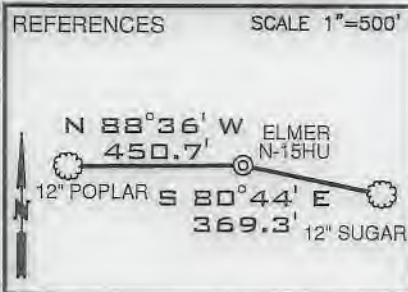 REFERENCES SCALE 1"=500'
N 88°36' W
450.7'
ELMER
N-15HU
12" POPLAR
S 80°44' E
369.3'
12" SUGAR
N